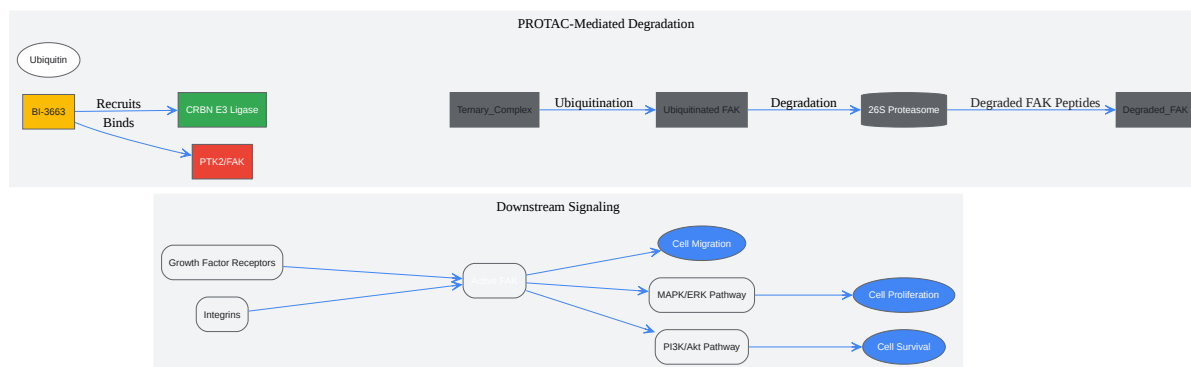 PROTAC-Mediated Degradation
Ubiquitin
BI-3663
Recruits
Binds
CRBN E3 Ligase
PTK2/FAK
Ternary_Complex
Ubiquitination
Ubiquitinated FAK
Degradation
26S Proteasome
Degraded FAK Peptides
Degraded_FAK
Downstream Signaling
Growth Factor Receptors
Integrins
Cell Migration
MAPK/ERK Pathway
PI3K/Akt Pathway
Cell Proliferation
Cell Survival